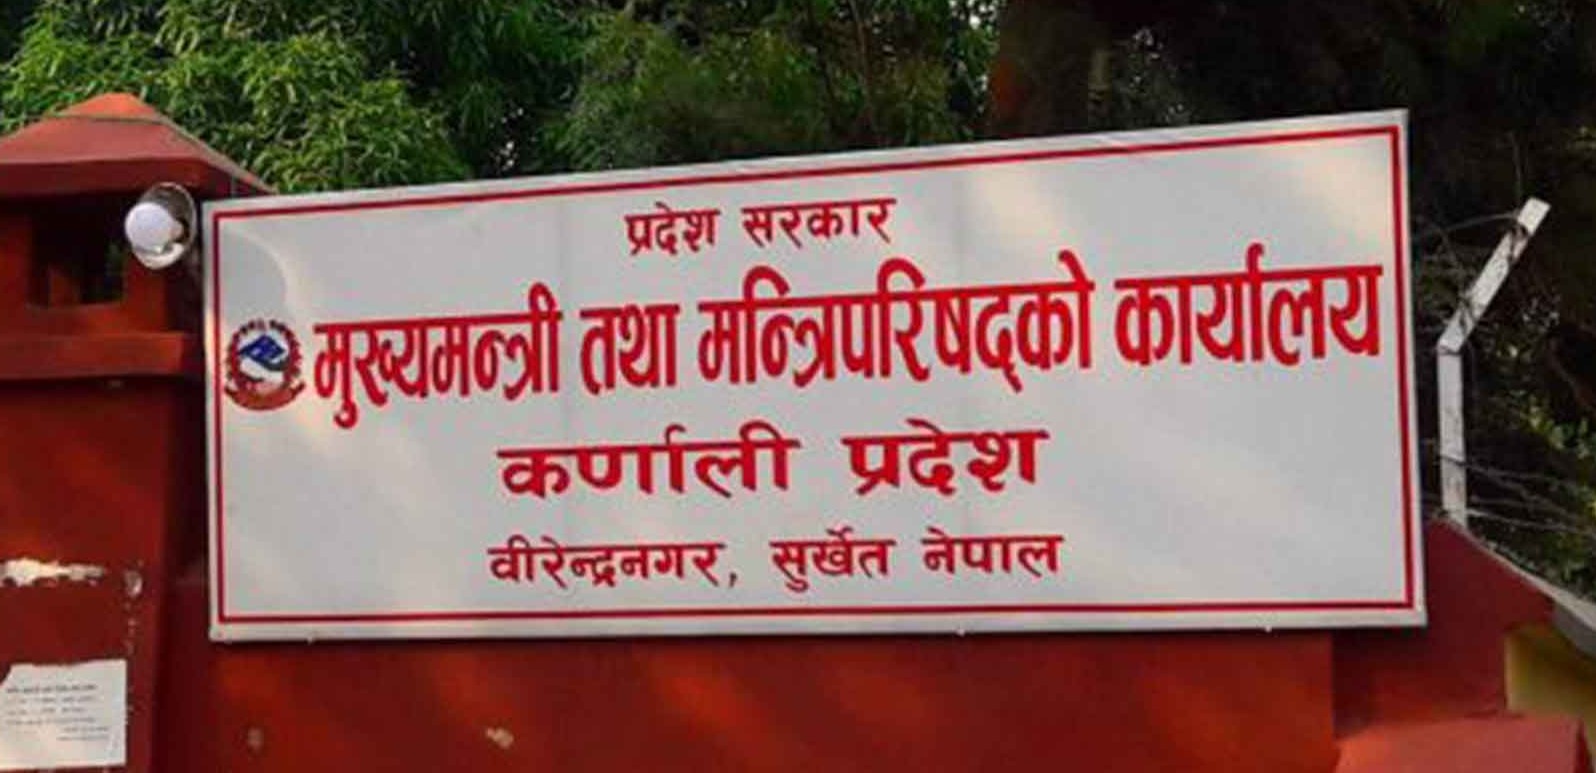 प्रदेश सरकार
मुख्यमन्त्री तथा मन्त्रिपरिषद्को कार्यालय
कर्णाली प्रदेश
वीरेन्द्रनगर, सुर्खेत नेपाल